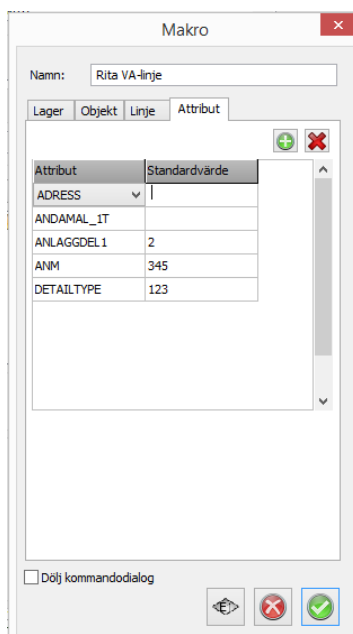 Makro
Namn: Rita VA-linje
Lager Objekt Linje Attribut
Attribut Standardvärde
ADRESS
ANDAMAL_1T
ANLAGGDEL1 2
ANM 345
DETAILTYPE 123
Dölj kommandodialog
E